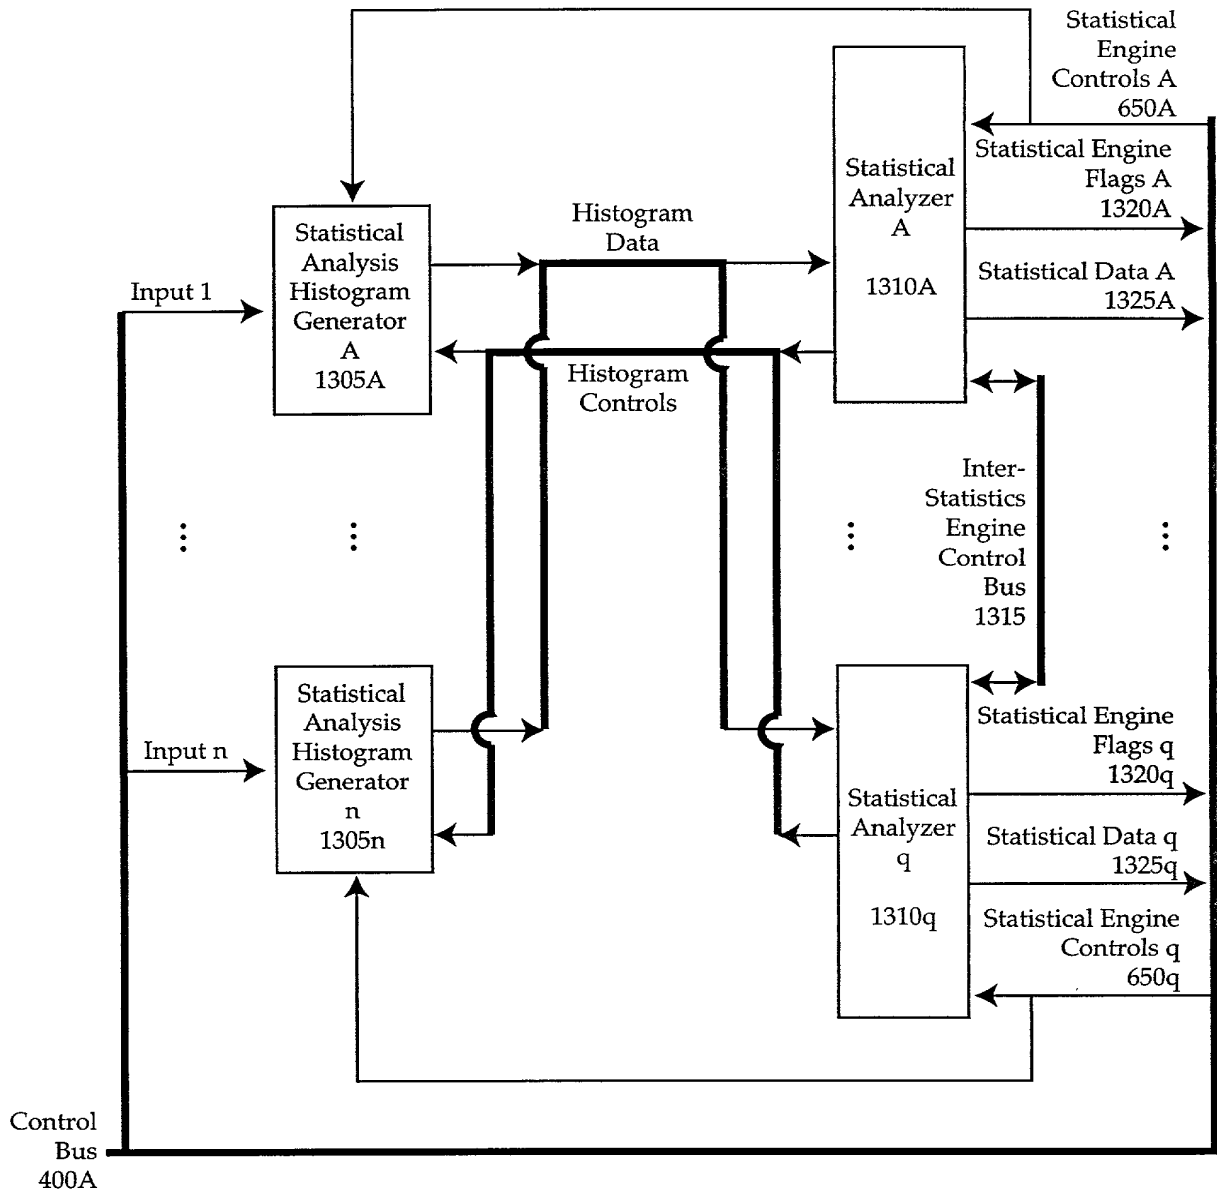 Statistical
Engine
Controls A
650A
Statistical Engine
Flags A
1320A
Statistical Data A
1325A
Statistical
Analyzer
A
1310A
Histogram
Data
Statistical
Analysis
Histogram
Generator
A
1305A
Input 1
Histogram
Controls
Inter-
Statistics
Engine
Control
Bus
1315
Statistical
Analysis
Histogram
Generator
n
1305n
Input n
Statistical
Analyzer
q
1310q
Statistical Engine
Flags q
1320q
Statistical Data q
1325q
Statistical Engine
Controls q
650q
Control
Bus
400A